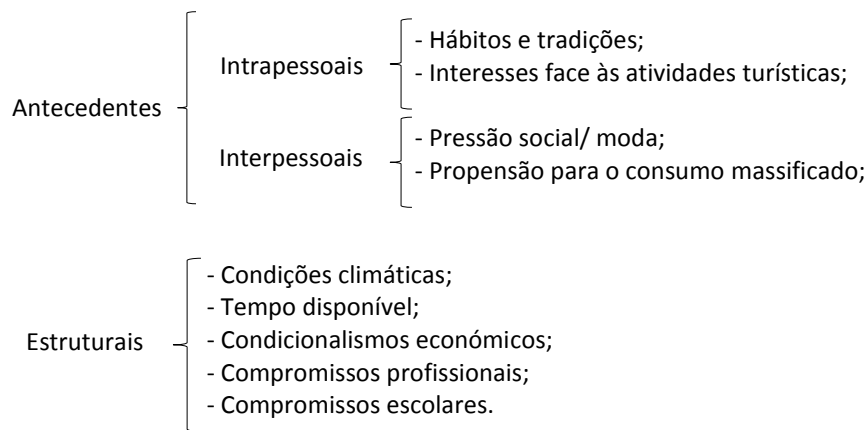 Antecedentes
Intrapessoais
- Hábitos e tradições;
- Interesses face às atividades turísticas;
Interpessoais
- Pressão social/ moda;
- Propensão para o consumo massificado;
Estruturais
- Condições climáticas;
- Tempo disponível;
- Condicionalismos económicos;
- Compromissos profissionais;
- Compromissos escolares.